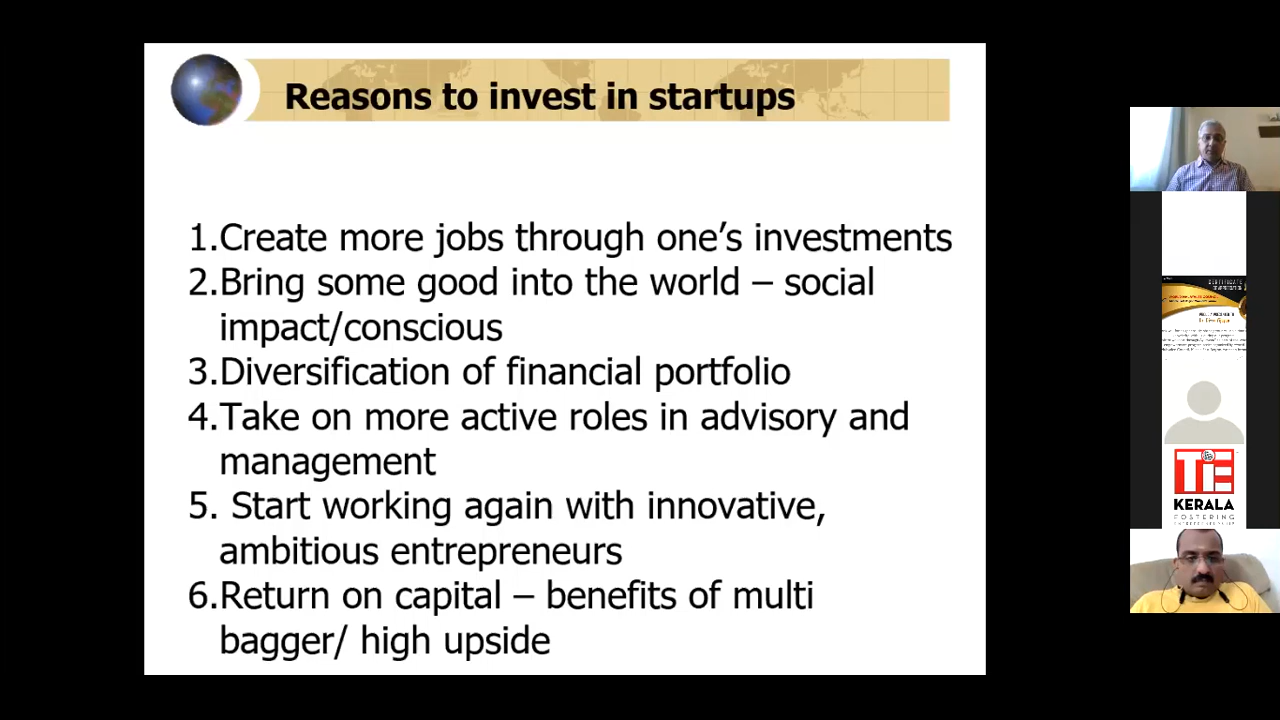 Reasons to invest in startups
1.Create more jobs through one’s investments
2.Bring some good into the world – social
impact/conscious
3.Diversification of financial portfolio
4.Take on more active roles in advisory and
management
5. Start working again with innovative,
ambitious entrepreneurs
6.Return on capital – benefits of multi
bagger/ high upside
CERTIFICATE
TiE
KERALA
FOSTERING
ENTREPRENEURSHIP